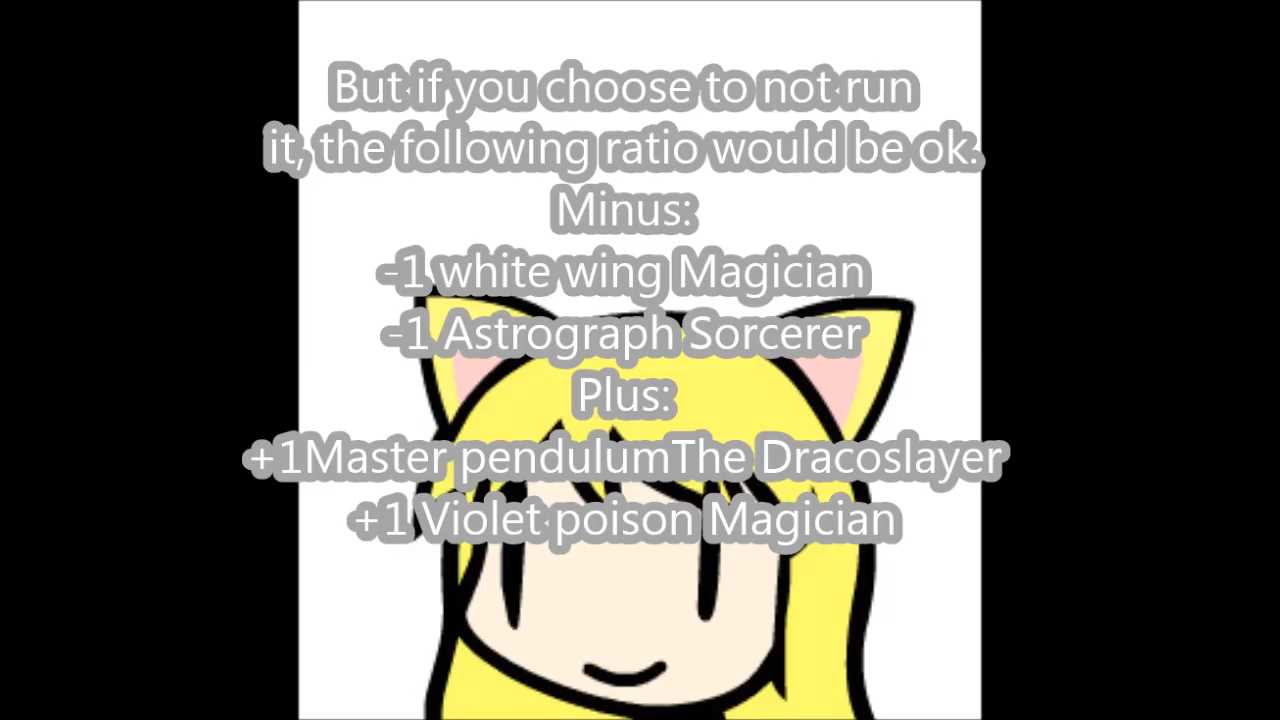 But if you choose to not run
it, the following ratio would be ok.
Minus:
-1 white wing Magician
-1 Astrograph Sorcerer
Plus:
+1Master pendulumThe Dracoslayer
+1 Violet poison Magician